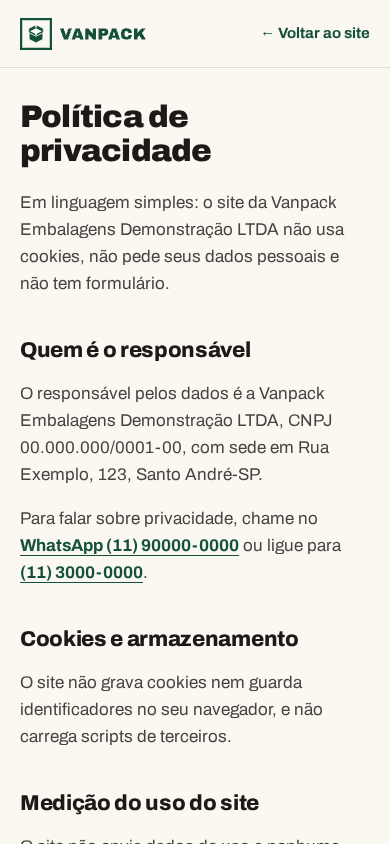 VANPACK
← Voltar ao site
Política de
privacidade
Em linguagem simples: o site da Vanpack
Embalagens Demonstração LTDA não usa
cookies, não pede seus dados pessoais e
não tem formulário.
Quem é o responsável
O responsável pelos dados é a Vanpack
Embalagens Demonstração LTDA, CNPJ
00.000.000/0001-00, com sede em Rua
Exemplo, 123, Santo André-SP.
Para falar sobre privacidade, chame no
WhatsApp (11) 90000-0000 ou ligue para
(11) 3000-0000.
Cookies e armazenamento
O site não grava cookies nem guarda
identificadores no seu navegador, e não
carrega scripts de terceiros.
Medição do uso do site